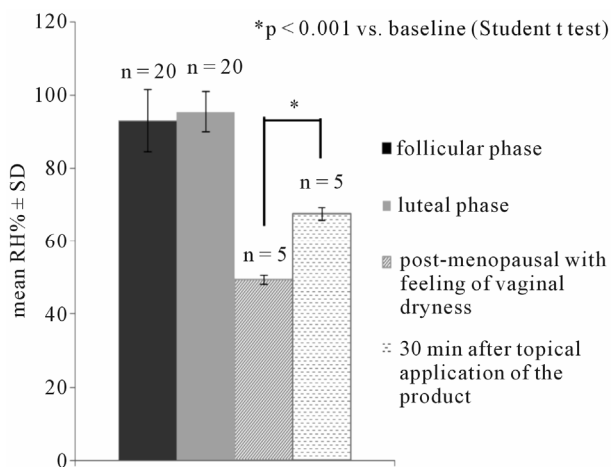 120
100
80
60
40
20
0
mean RH% ± SD
*p < 0.001 vs. baseline (Student t test)
n = 20
n = 20
*
n = 5
n = 5
follicular phase
luteal phase
post-menopausal with
feeling of vaginal
dryness
30 min after topical
application of the
product